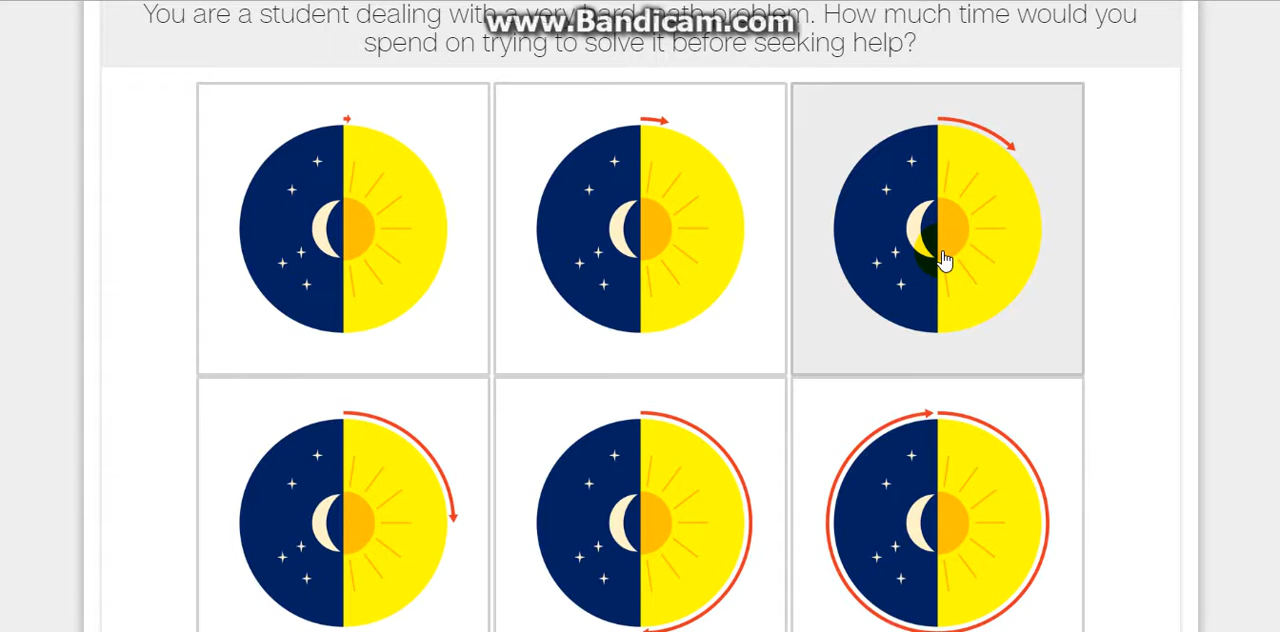 You are a student dealing with a very hard math problem. How much time would you
www.Bandicam.com
spend on trying to solve it before seeking help?